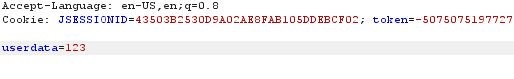 Accept-Language: en-US,en;q=0.8
Cookie: JSESSIONID=43503B2530D9A02AE8FAB105DDEBCF02; token=-5075075197727
userdata=123